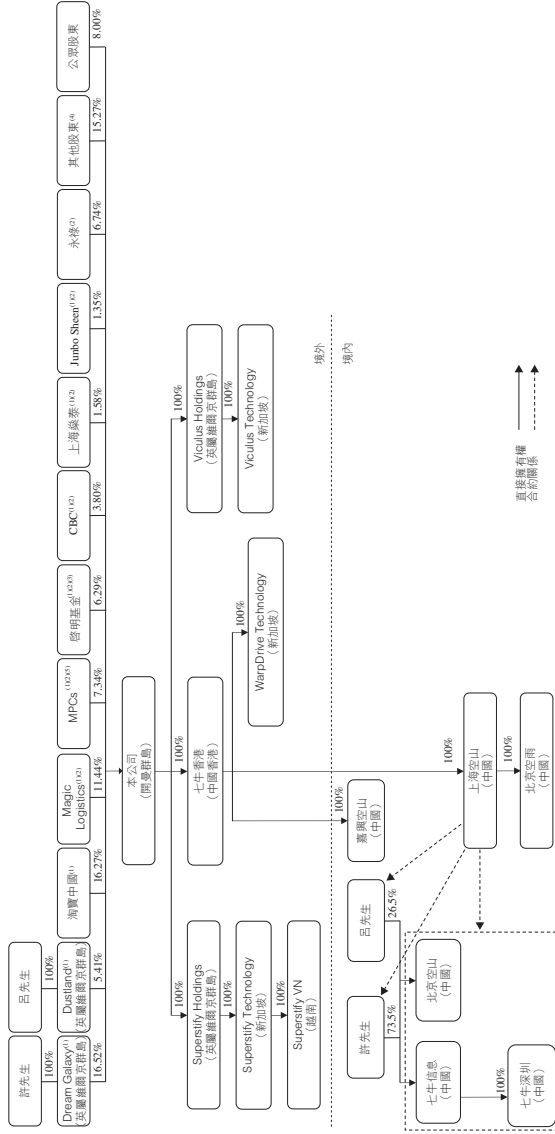 許先生
呂先生
100%
100%
Dream Galaxy(1)
(英屬維爾京群島)
Dustland(1)
(英屬維爾京群島)
淘寶中國(1)
Magic
Logistics(1)(2)
MPCs(1)(2)(5)
啓明基金(1)(2)(3)
CBC(1)(2)
上海燊泰(1)(2)
Junbo Sheen(1)(2)
永祿(2)
其他股東(4)
公眾股東
16.52%
5.41%
16.27%
11.44%
7.34%
6.29%
3.80%
1.58%
1.35%
6.74%
15.27%
8.00%
本公司
(開曼群島)
100%
100%
100%
Superstify Holdings
(英屬維爾京群島)
七牛香港
(中國香港)
Viculus Holdings
(英屬維爾京群島)
100%
100%
100%
Superstify Technology
(新加坡)
WarpDrive Technology
(新加坡)
Viculus Technology
(新加坡)
100%
Superstify VN
(越南)
境外
境內
100%
100%
嘉興空山
(中國)
上海空山
(中國)
許先生
呂先生
73.5%
26.5%
100%
七牛信息
(中國)
北京空山
(中國)
北京空雨
(中國)
100%
七牛深圳
(中國)
直接擁有權
合約關係